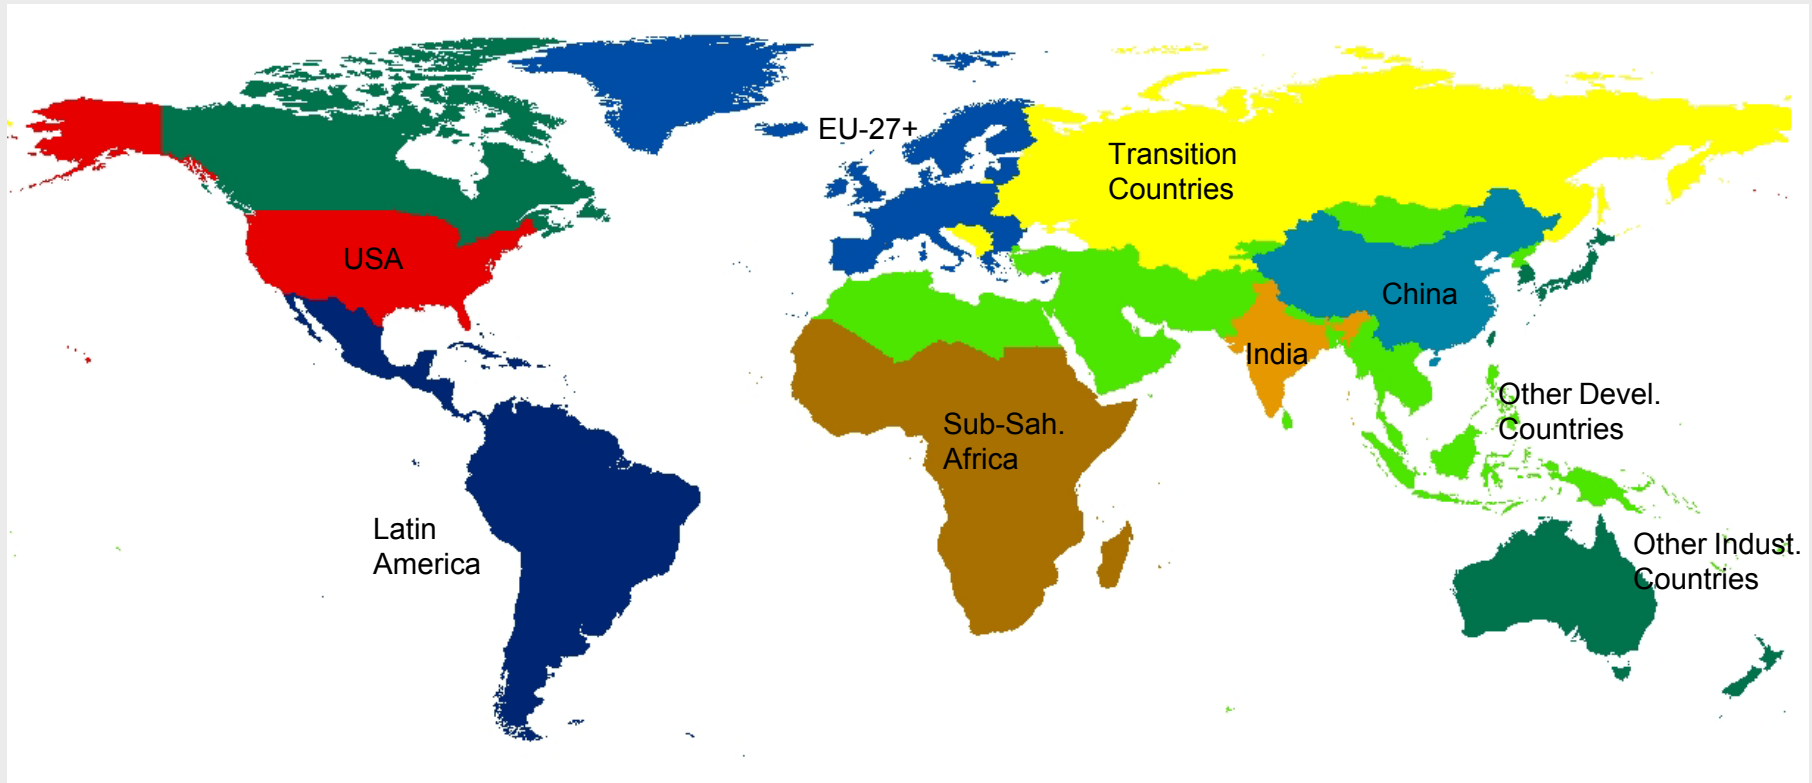 EU-27+
Transition
Countries
USA
China
India
Other Devel.
Countries
Sub-Sah.
Africa
Latin
America
Other Indust.
Countries